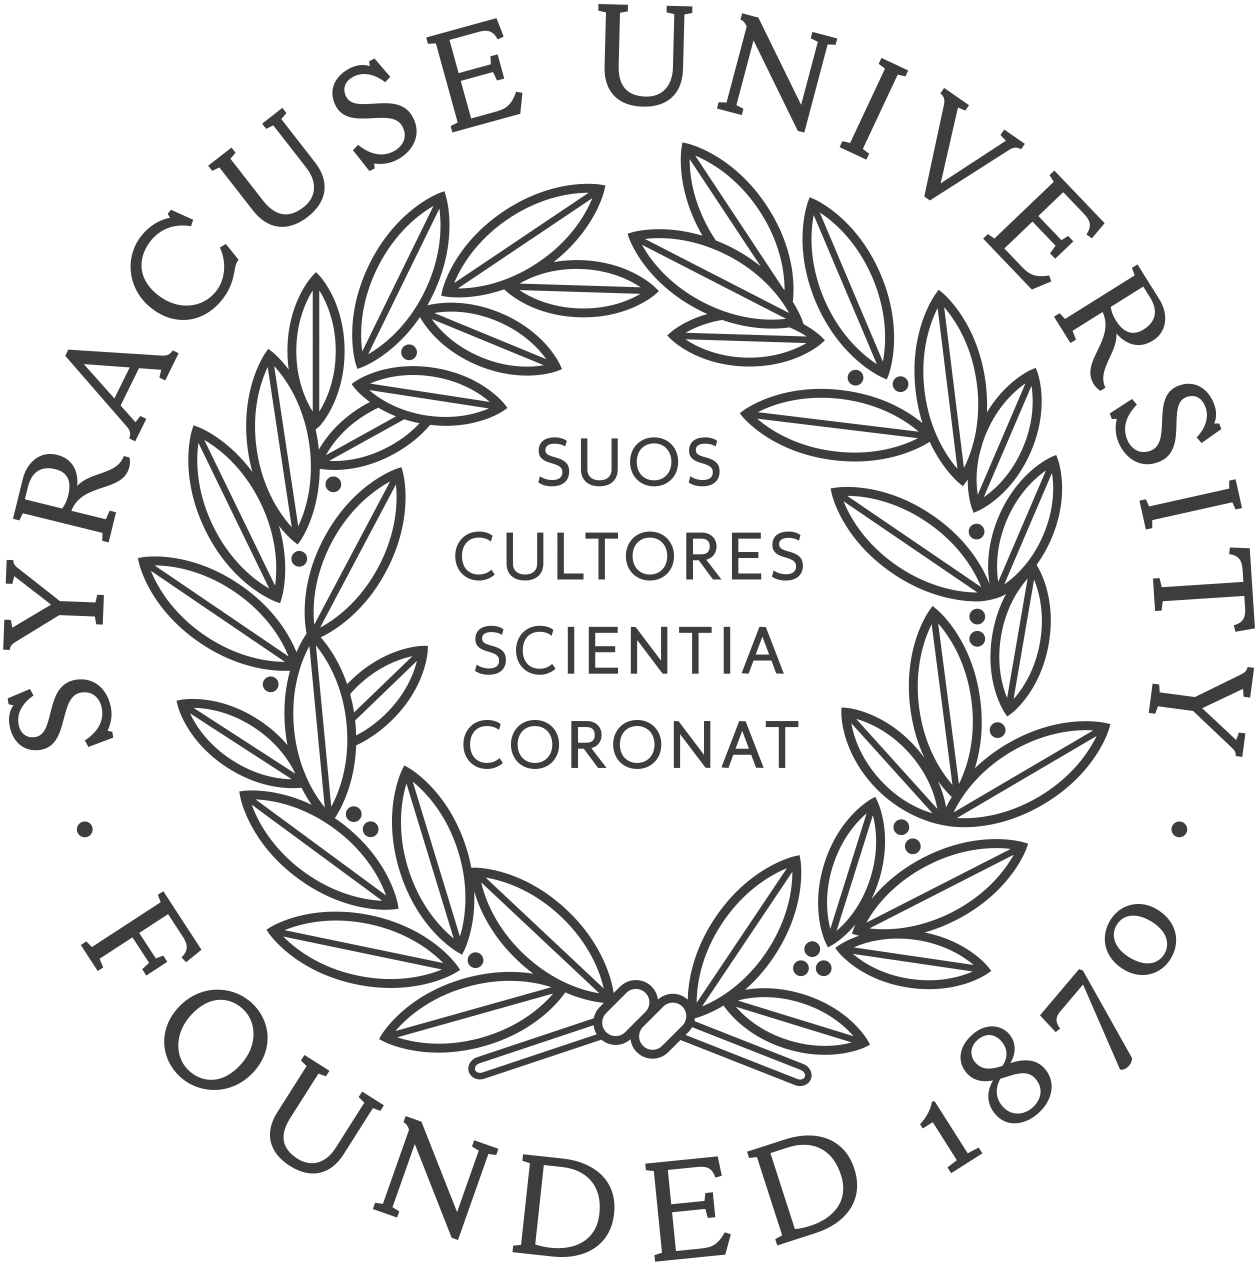 SYRACUSE UNIVERSITY
SUOS
CULTORES
SCIENTIA
CORONAT
· FOUNDED 1870 ·